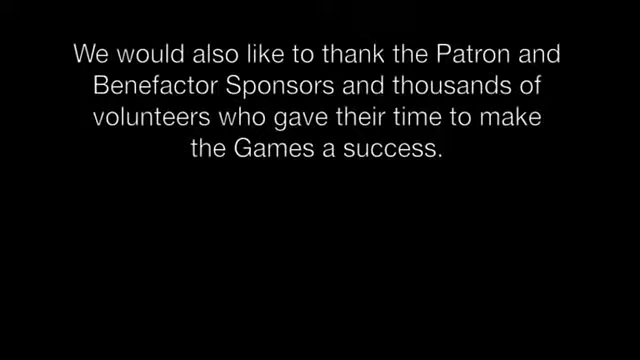 We would also like to thank the Patron and
Benefactor Sponsors and thousands of
volunteers who gave their time to make
the Games a success.